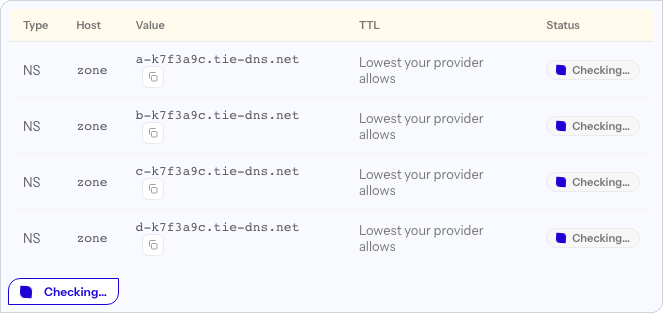 Type Host Value TTL Status
NS zone a-k7f3a9c.tie-dns.net Lowest your provider allows Checking...
NS zone b-k7f3a9c.tie-dns.net Lowest your provider allows Checking...
NS zone c-k7f3a9c.tie-dns.net Lowest your provider allows Checking...
NS zone d-k7f3a9c.tie-dns.net Lowest your provider allows Checking...
Checking...